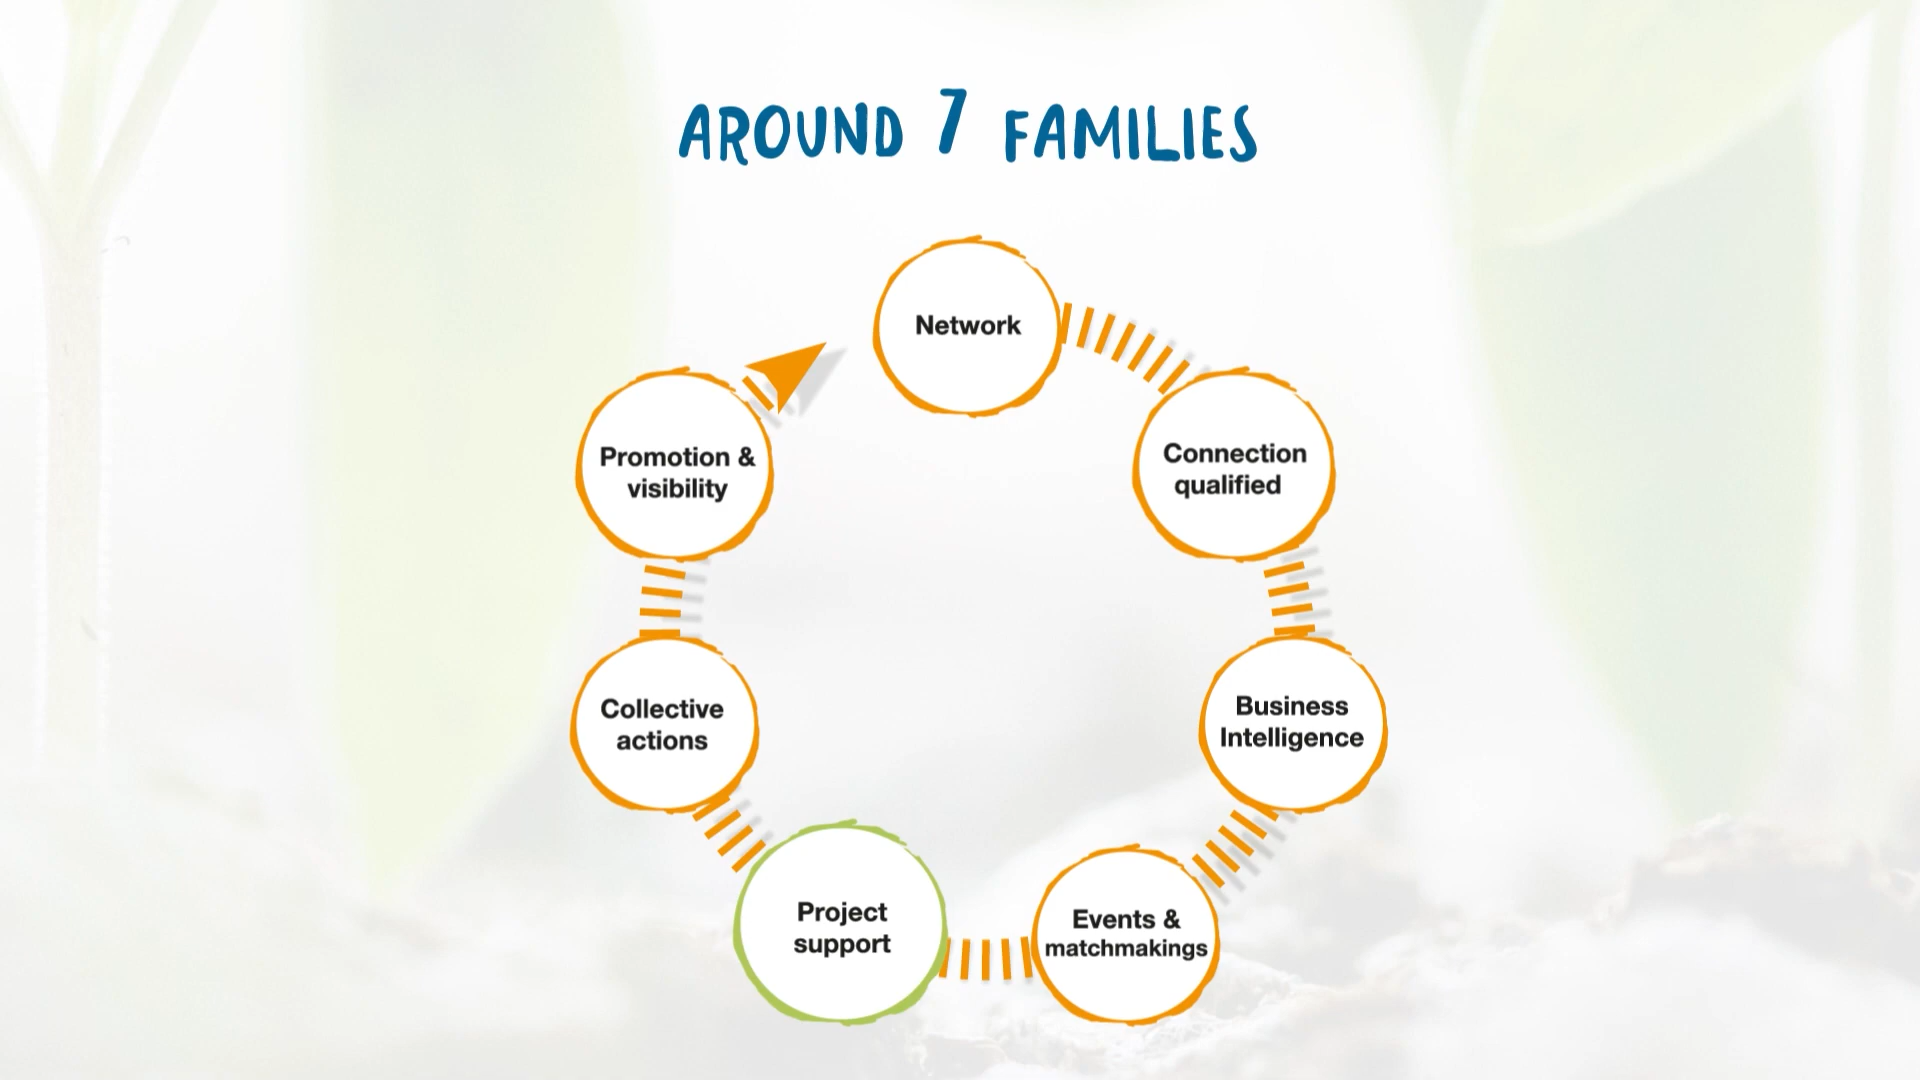 AROUND 7 FAMILIES
Network
Connection
qualified
Business
Intelligence
Events &
matchmakings
Project
support
Collective
actions
Promotion &
visibility